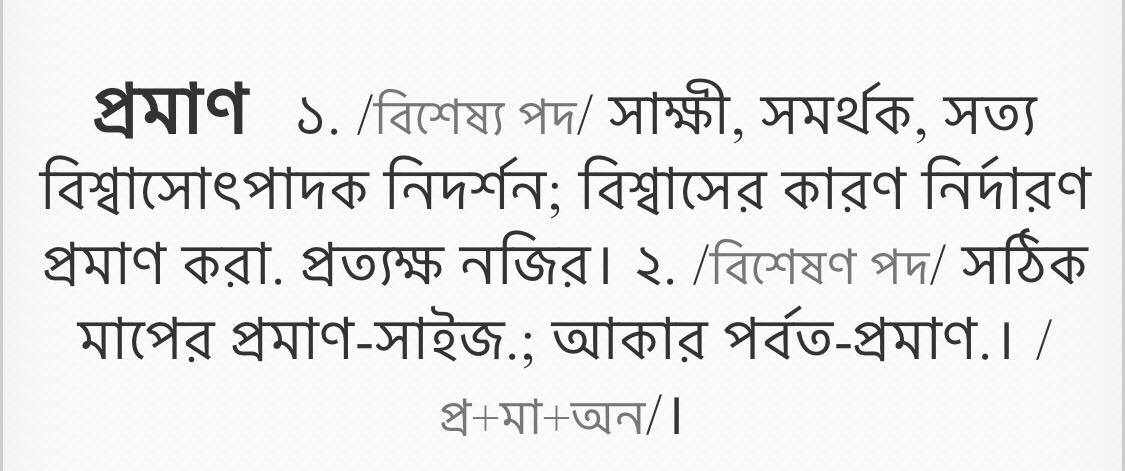 প্রমাণ ১. /বিশেষ্য পদ/ সাক্ষী, সমর্থক, সত্য
বিশ্বাসোৎপাদক নিদর্শন; বিশ্বাসের কারণ নির্দারণ
প্রমাণ করা. প্রত্যক্ষ নজির। ২. /বিশেষণ পদ/ সঠিক
মাপের প্রমাণ-সাইজ.; আকার পর্বত-প্রমাণ.। /
প্র+মা+অন/।